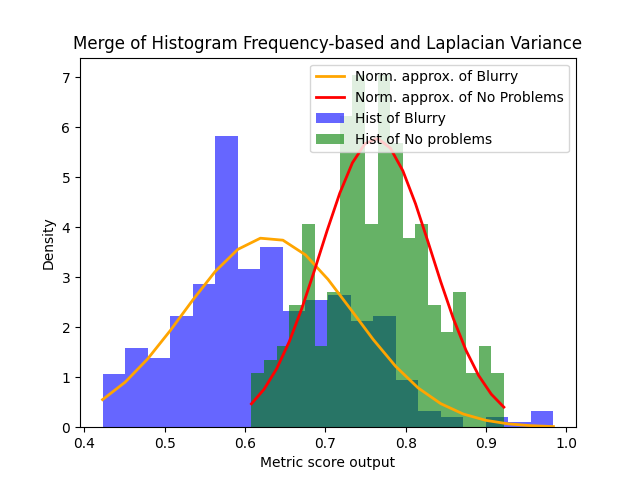 Merge of Histogram Frequency-based and Laplacian Variance
Norm. approx. of Blurry
Norm. approx. of No Problems
Hist of Blurry
Hist of No problems
Density
7
6
5
4
3
2
1
0
0.4 0.5 0.6 0.7 0.8 0.9 1.0
Metric score output